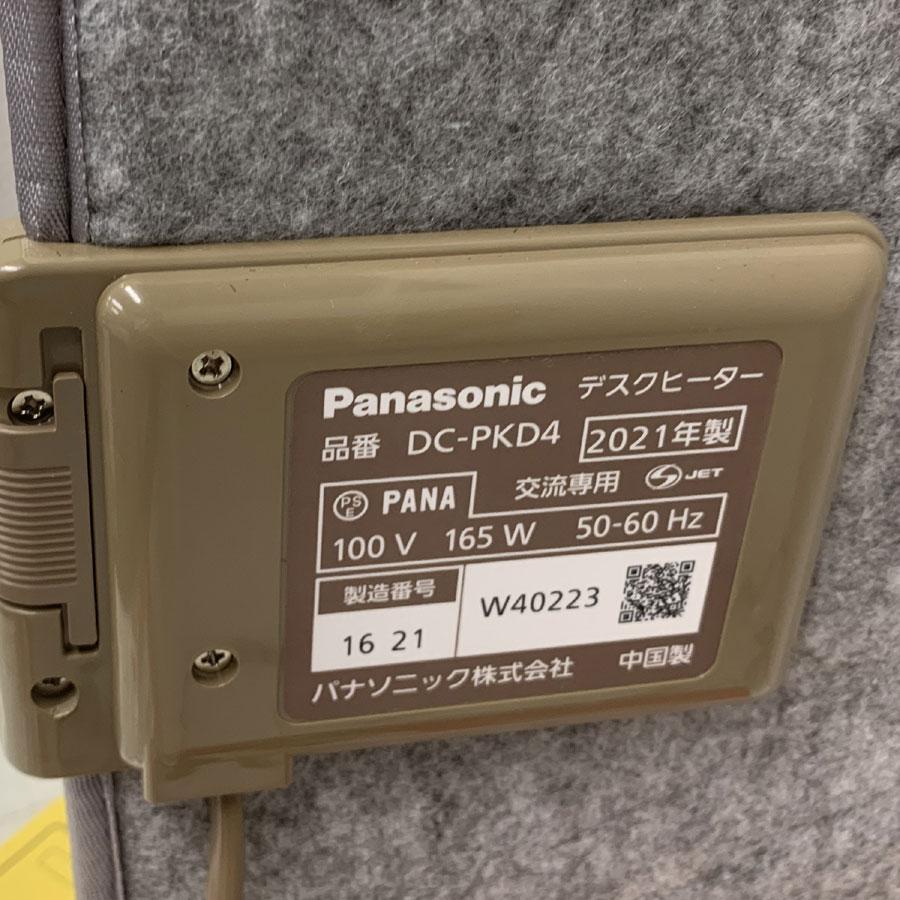 Panasonic デスクヒーター
品番 DC-PKD4 2021年製
PSE PANA 交流専用 JET
100 V 165 W 50-60 Hz
製造番号
16 21 W40223
パナソニック株式会社 中国製